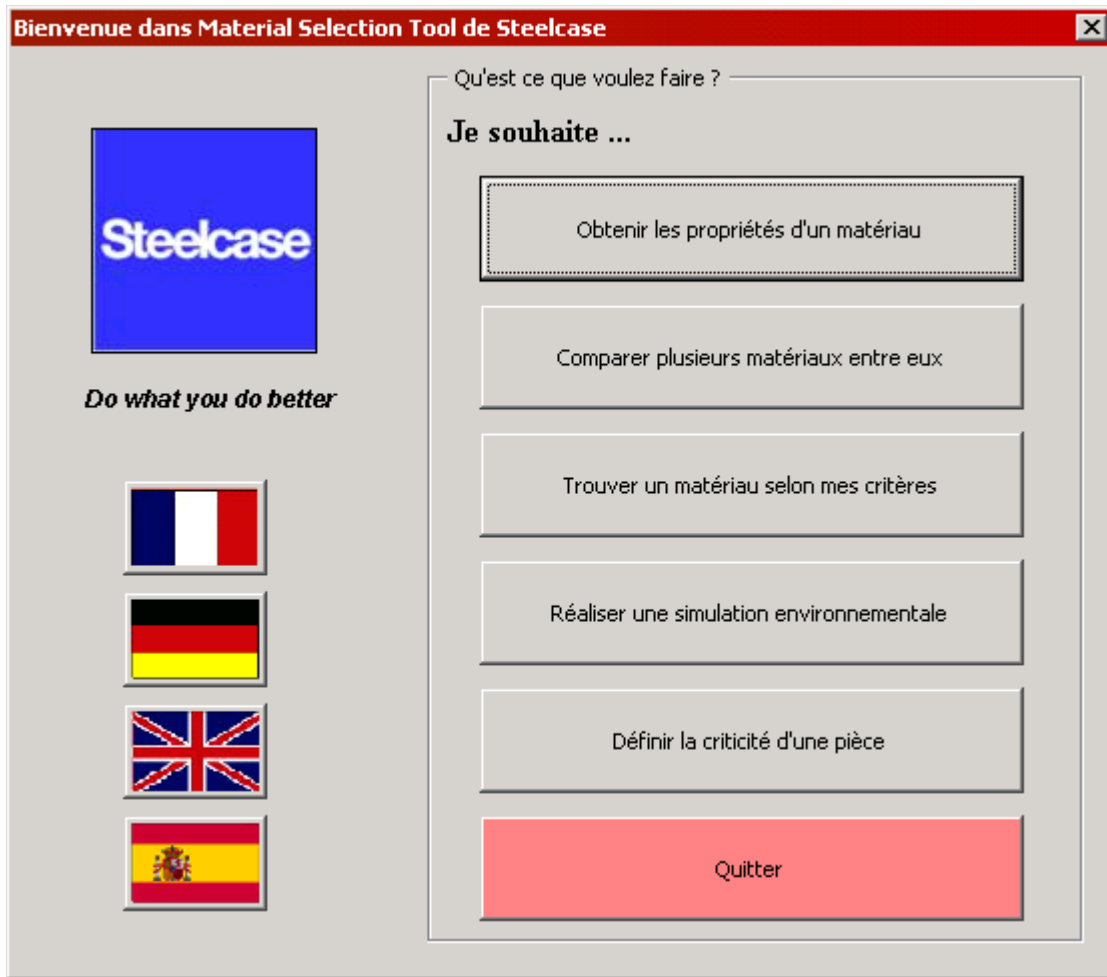 Bienvenue dans Material Selection Tool de Steelcase
Steelcase
Do what you do better
Qu'est ce que voulez faire ?
Je souhaite ...
Obtenir les propriétés d'un matériau
Comparer plusieurs matériaux entre eux
Trouver un matériau selon mes critères
Réaliser une simulation environnementale
Définir la criticité d'une pièce
Quitter